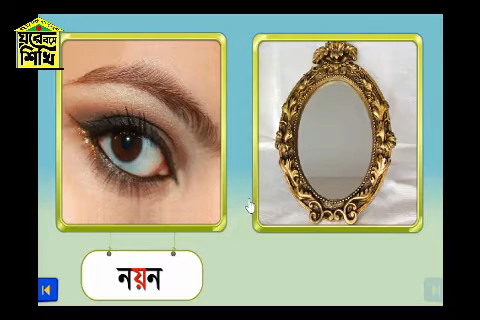 ঘরে বসে
শিখি
নয়ন